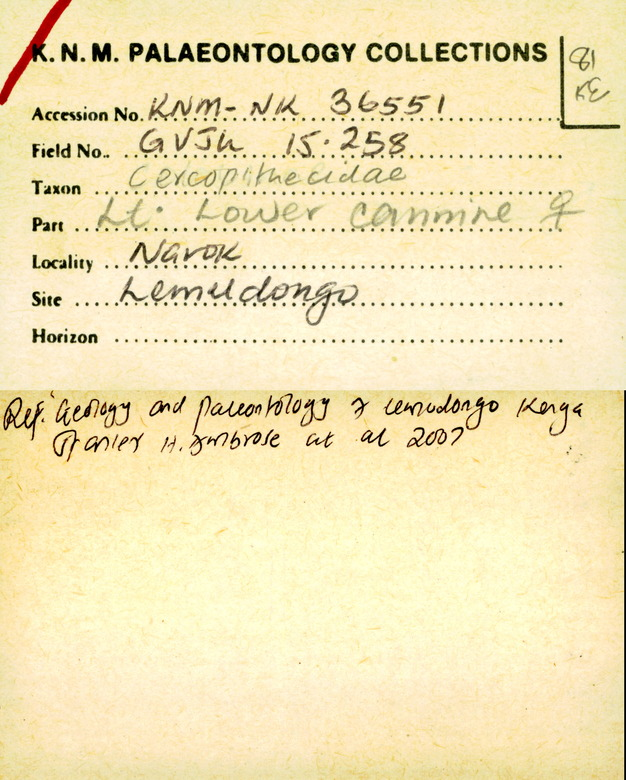 K.N.M. PALAEONTOLOGY COLLECTIONS
81
KE
Accession No. KNM-NK 36551
Field No.. GVJh 15.258
Taxon Cercopithecidae
Part Lt. Lower cannine ♀
Locality Narok
Site Lemudongo
Horizon
Ref. Geology and paleontology of Lemudongo Kenya
Stanley H. Ambrose at al 2007